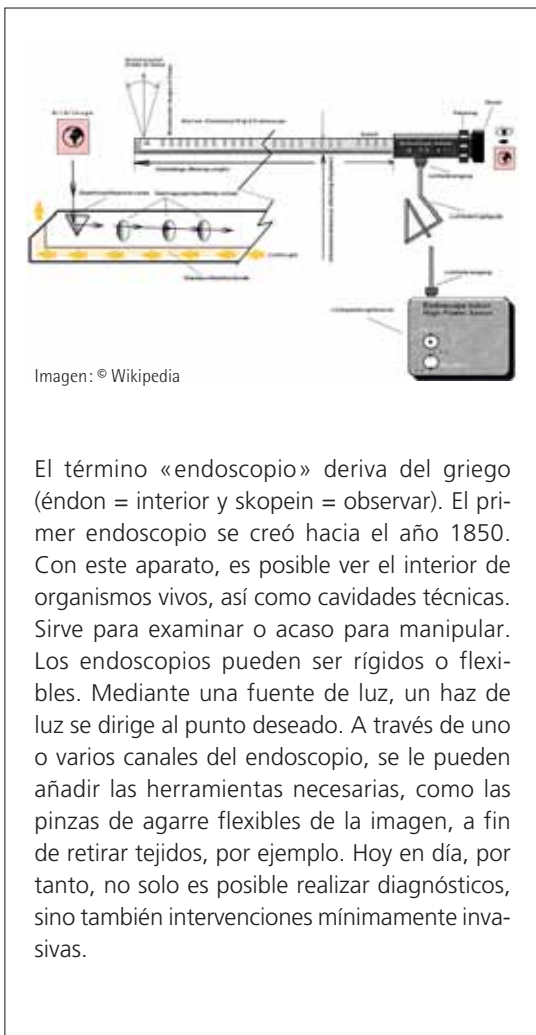 Endoscope Induct
High Power Xenon
Imagen: © Wikipedia
El término «endoscopio» deriva del griego
(éndon = interior y skopein = observar). El pri-
mer endoscopio se creó hacia el año 1850.
Con este aparato, es posible ver el interior de
organismos vivos, así como cavidades técnicas.
Sirve para examinar o acaso para manipular.
Los endoscopios pueden ser rígidos o flexi-
bles. Mediante una fuente de luz, un haz de
luz se dirige al punto deseado. A través de uno
o varios canales del endoscopio, se le pueden
añadir las herramientas necesarias, como las
pinzas de agarre flexibles de la imagen, a fin
de retirar tejidos, por ejemplo. Hoy en día, por
tanto, no solo es posible realizar diagnósticos,
sino también intervenciones mínimamente inva-
sivas.